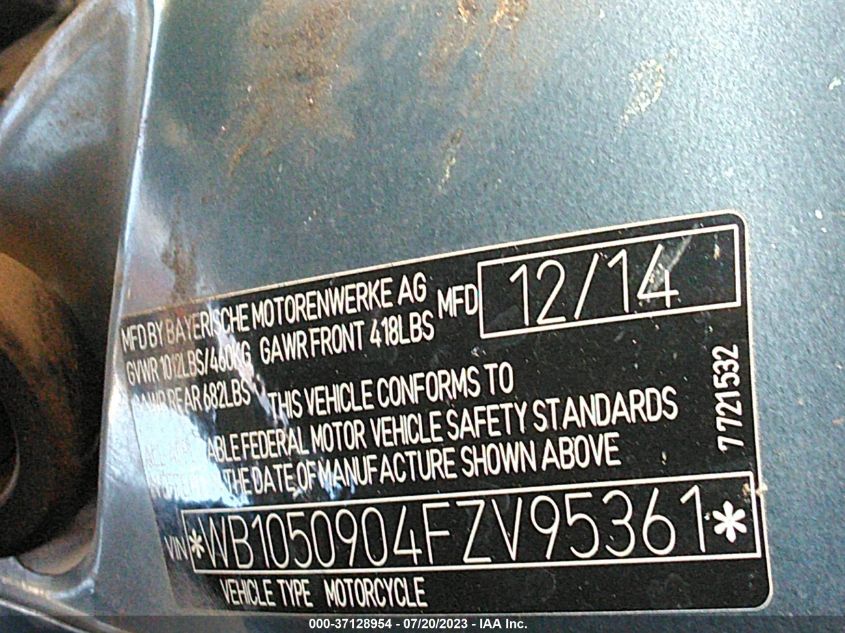 MFD BY BAYERISCHE MOTORENWERKE AG MFD 12/14
GVWR 1012LBS/460KG GAWR FRONT 418LBS
REAR 682LBS THIS VEHICLE CONFORMS TO
FEDERAL MOTOR VEHICLE SAFETY STANDARDS
THE DATE OF MANUFACTURE SHOWN ABOVE
7721532
VIN *WB1050904FZV95361*
VEHICLE TYPE MOTORCYCLE
000-37128954 - 07/20/2023 - IAA Inc.